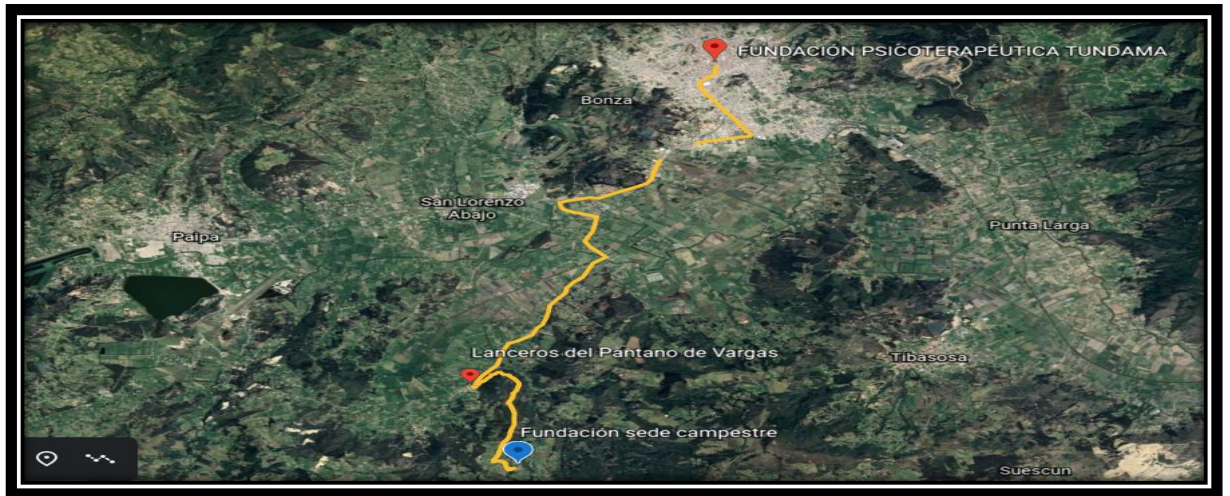 FUNDACIÓN PSICOTERAPÉUTICA TUNDAMA
Bonza
San Lorenzo
Abajo
Paipa
Punta Larga
Lanceros del Pantano de Vargas
Tibasosa
Fundación sede campestre
Suescun